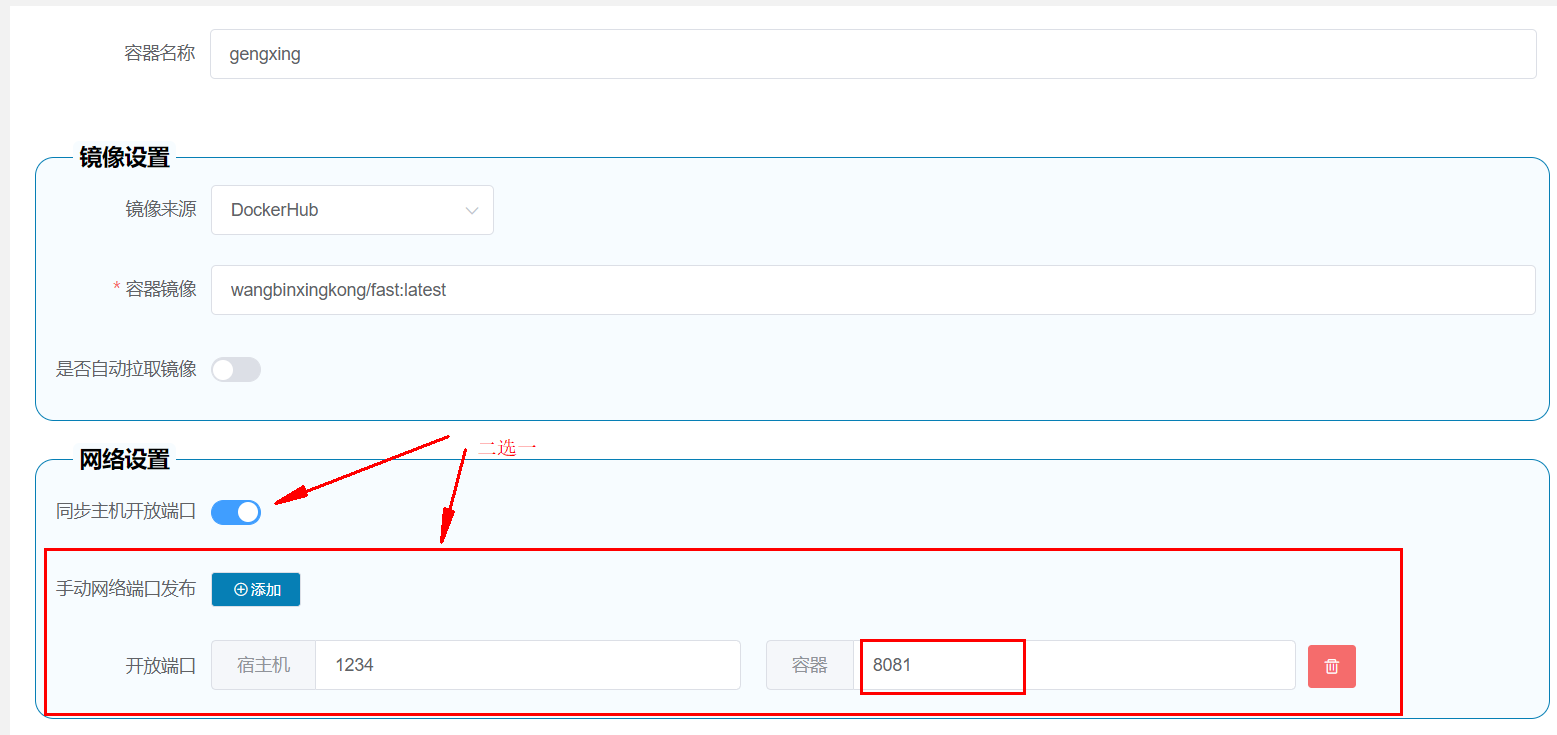 容器名称 gengxing
镜像设置
镜像来源 DockerHub
* 容器镜像 wangbinxingkong/fast:latest
是否自动拉取镜像
二选一
网络设置
同步主机开放端口
手动网络端口发布 添加
开放端口 宿主机 1234 容器 8081